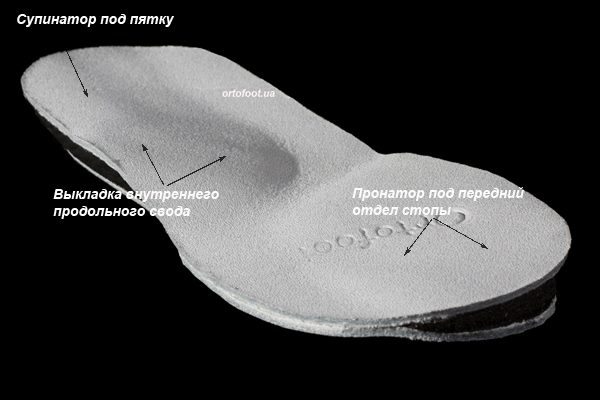 Супинатор под пятку
ortofoot.ua
Выкладка внутреннего
продольного свода
Пронатор под передний
отдел стопы
Ortofoot